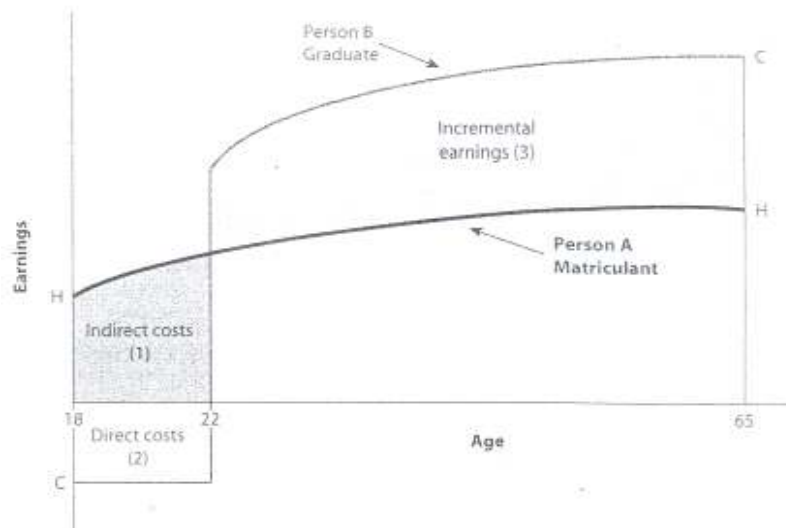 Person B
Graduate
C
Incremental
earnings (3)
H
Person A
Matriculant
Earnings
H
Indirect costs
(1)
18
22
65
Direct costs
(2)
Age
C